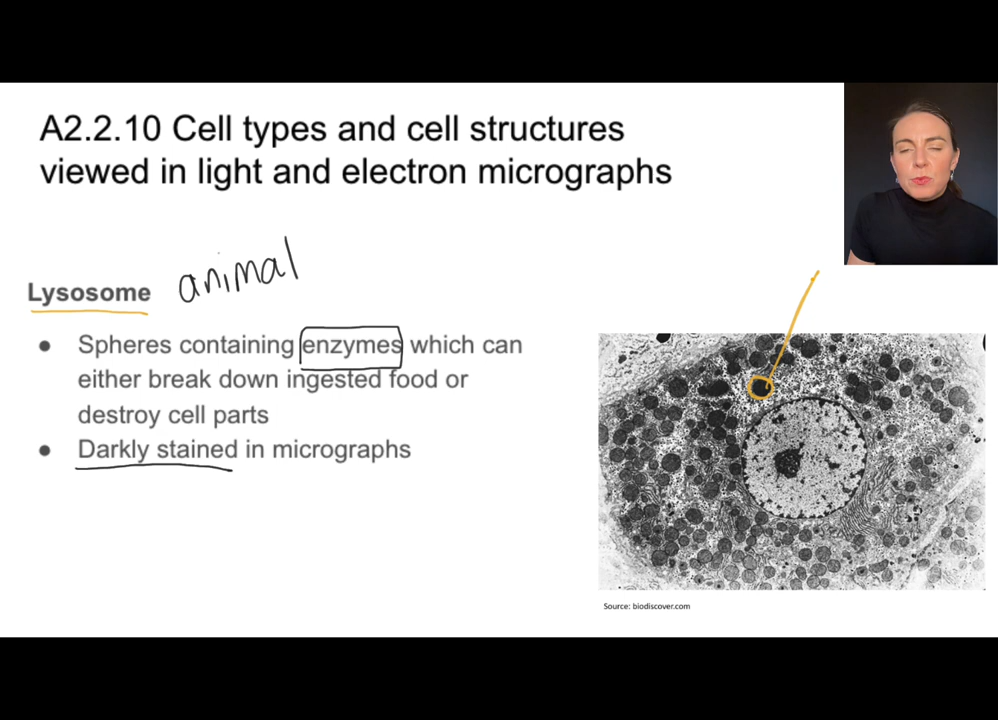 A2.2.10 Cell types and cell structures
viewed in light and electron micrographs
Lysosome animal
● Spheres containing enzymes which can
either break down ingested food or
destroy cell parts
● Darkly stained in micrographs
Source: biodiscover.com